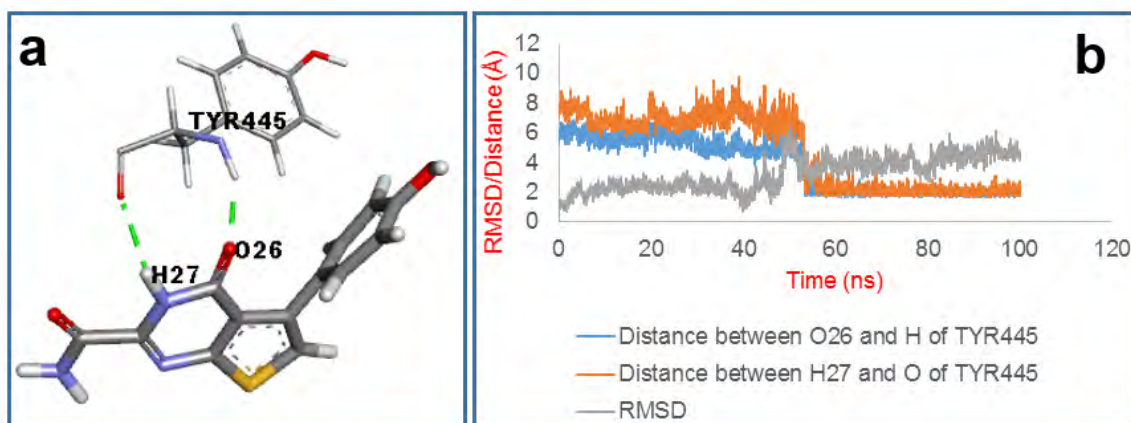 a
TYR445
O26
H27
b
RMSD/Distance (Å)
12
10
8
6
4
2
0
0
20
40
60
80
100
120
Time (ns)
Distance between O26 and H of TYR445
Distance between H27 and O of TYR445
RMSD